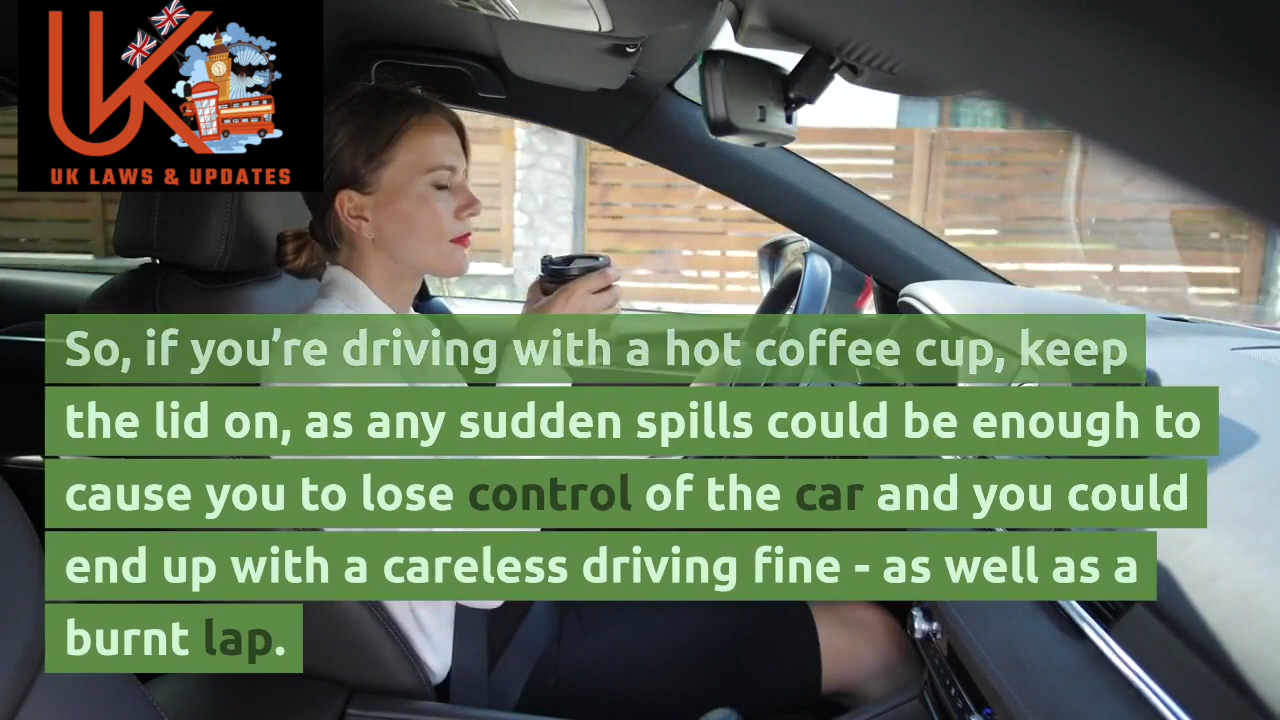 UK
UK LAWS & UPDATES
So, if you’re driving with a hot coffee cup, keep
the lid on, as any sudden spills could be enough to
cause you to lose control of the car and you could
end up with a careless driving fine - as well as a
burnt lap.